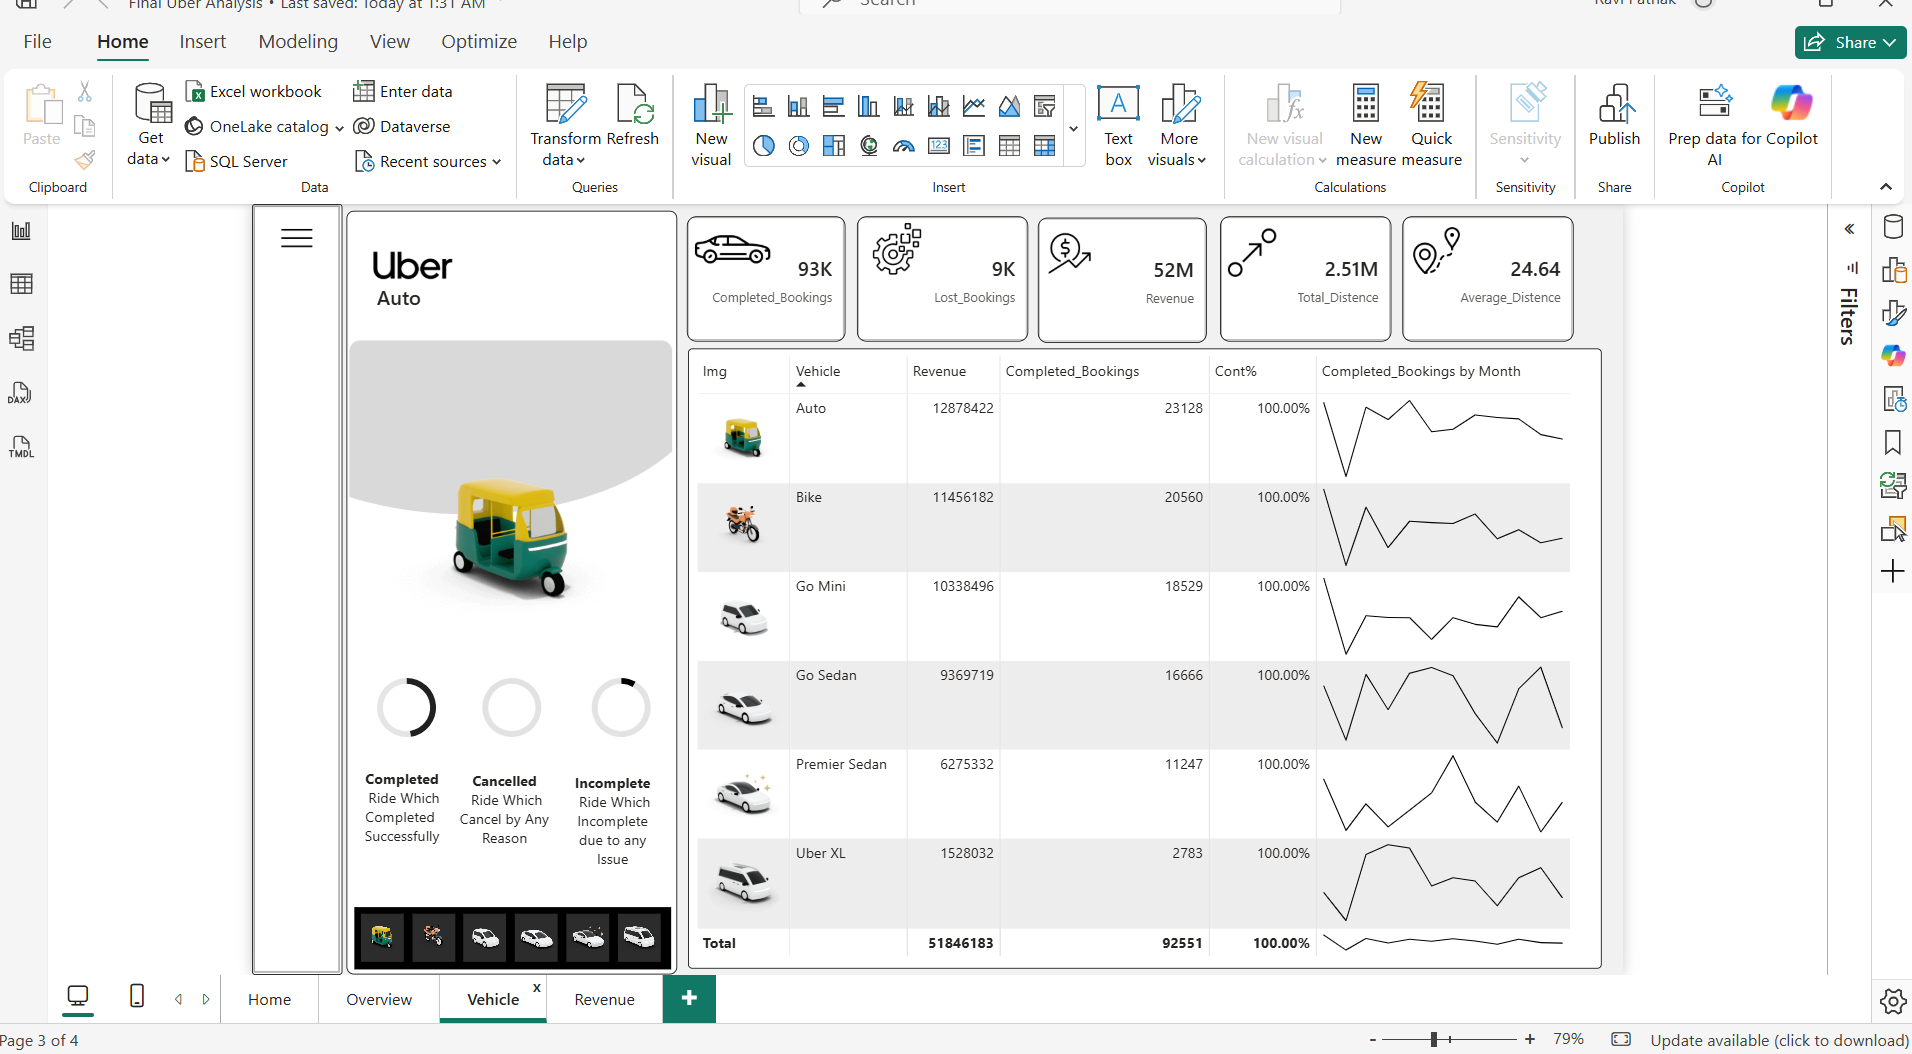 Final Uber Analysis • Last saved: Today at 1:31 AM
Search
Ravi Pathak
File Home Insert Modeling View Optimize Help
Share
Paste
Clipboard
Get data
Excel workbook
OneLake catalog
SQL Server
Enter data
Dataverse
Recent sources
Data
Transform data
Refresh
Queries
New visual
123
A
Text box
More visuals
Insert
New visual calculation
fx
New measure
Quick measure
Calculations
Sensitivity
Sensitivity
Publish
Share
Prep data for AI
Copilot
Copilot
DAX
TMDL
Uber
Auto
93K
Completed_Bookings
9K
Lost_Bookings
$
52M
Revenue
2.51M
Total_Distence
24.64
Average_Distence
Filters
Img Vehicle Revenue Completed_Bookings Cont% Completed_Bookings by Month
Auto 12878422 23128 100.00%
Bike 11456182 20560 100.00%
Go Mini 10338496 18529 100.00%
Go Sedan 9369719 16666 100.00%
Premier Sedan 6275332 11247 100.00%
Uber XL 1528032 2783 100.00%
Total 51846183 92551 100.00%
Completed
Ride Which
Completed
Successfully
Cancelled
Ride Which
Cancel by Any
Reason
Incomplete
Ride Which
Incomplete
due to any
Issue
Home Overview Vehicle x Revenue +
Page 3 of 4
- + 79%
Update available (click to download)